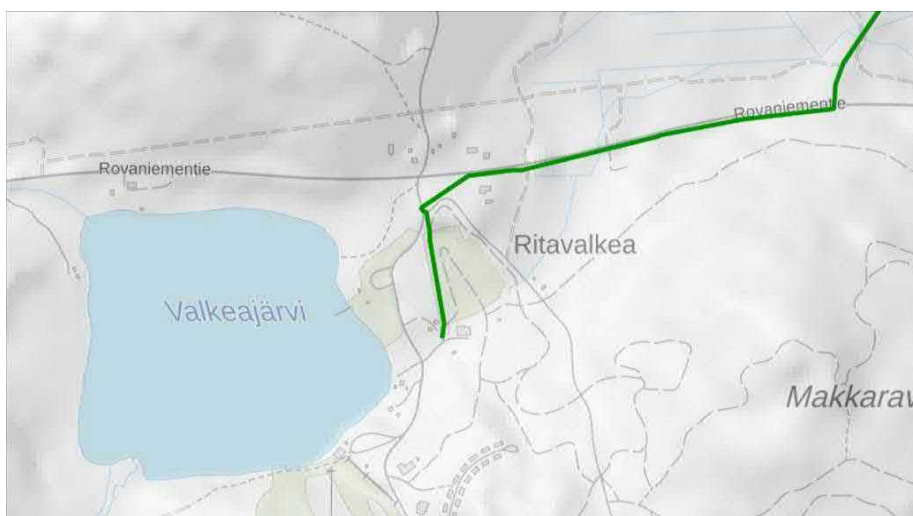 Rovaniementie
Rovaniementie
Ritavalkea
Valkeajärvi
Makkarav